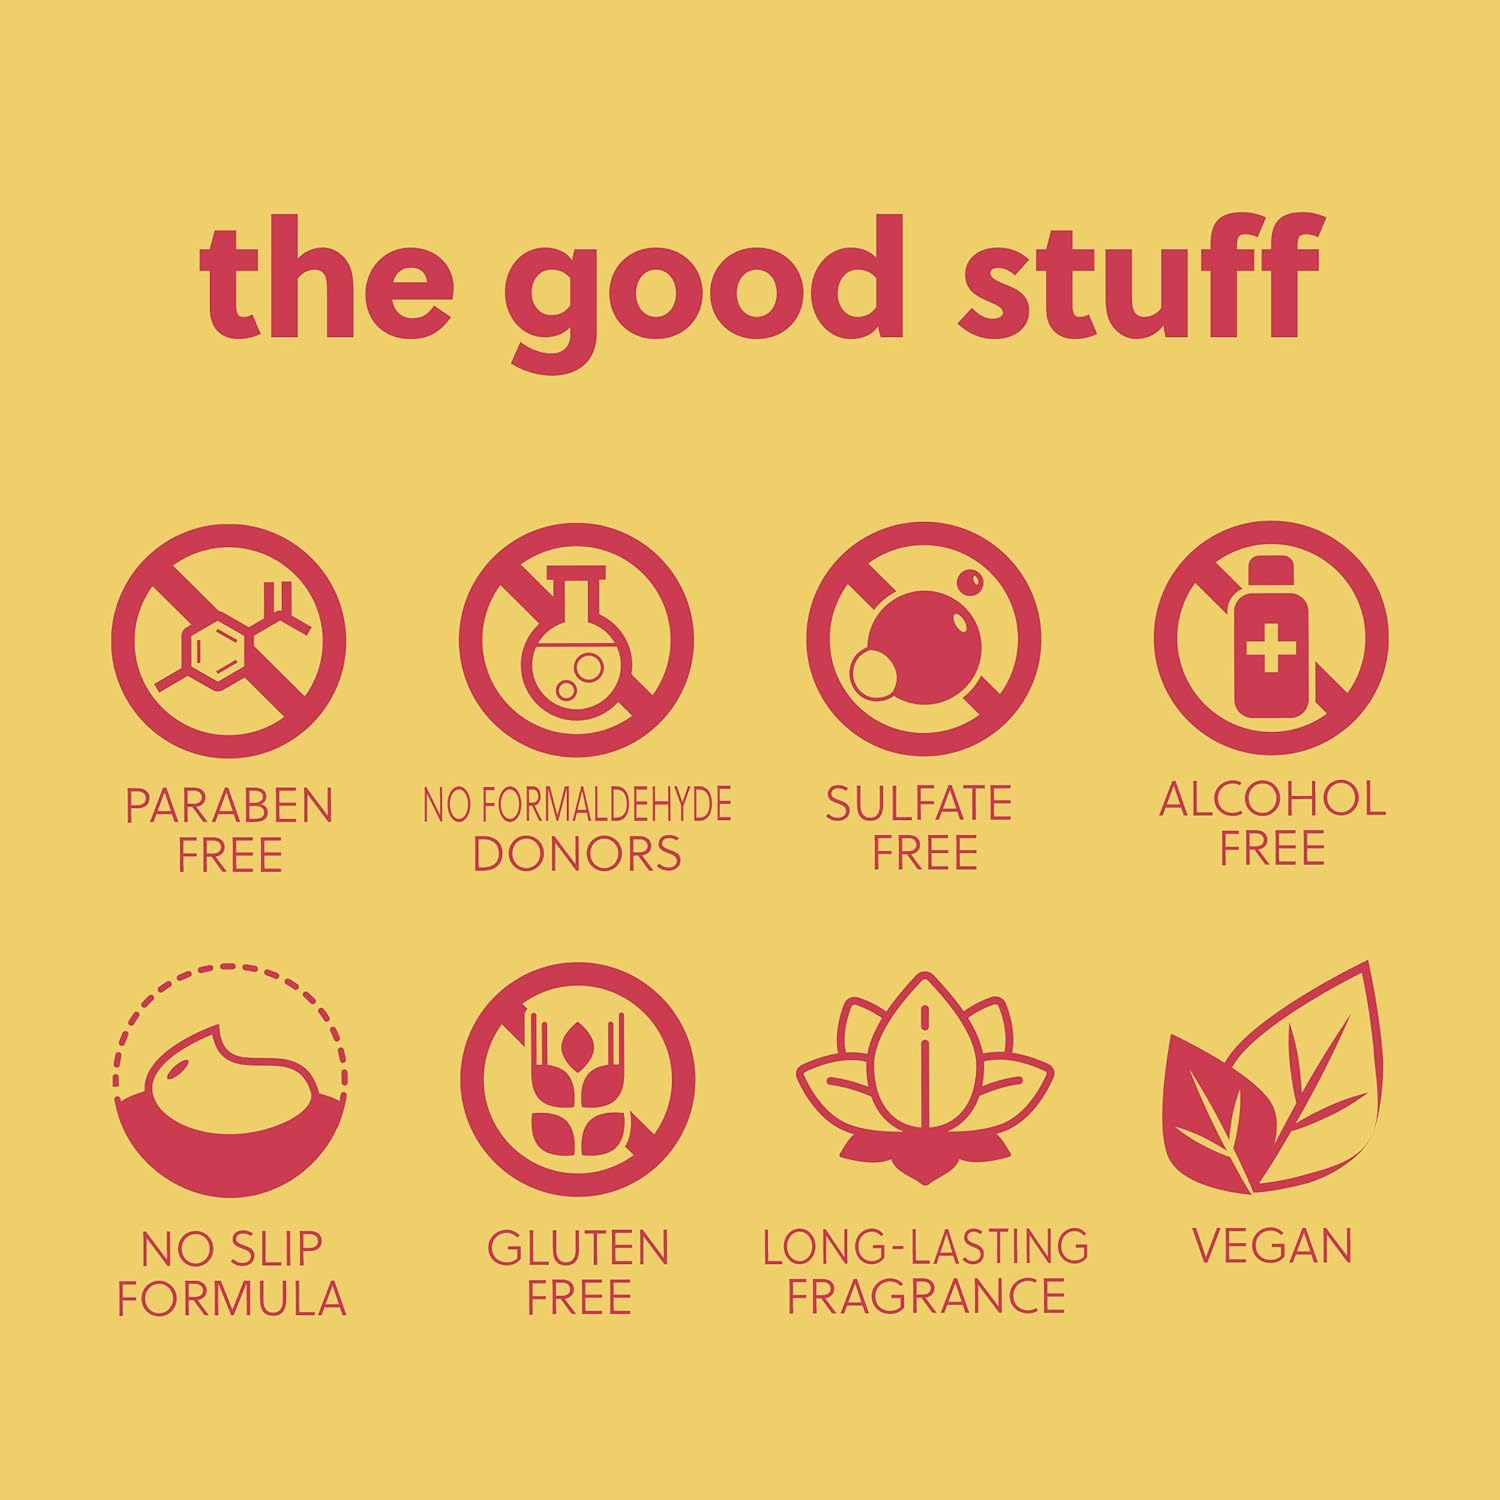 the good stuff
PARABEN
FREE
NO FORMALDEHYDE
DONORS
SULFATE
FREE
ALCOHOL
FREE
NO SLIP
FORMULA
GLUTEN
FREE
LONG-LASTING
FRAGRANCE
VEGAN